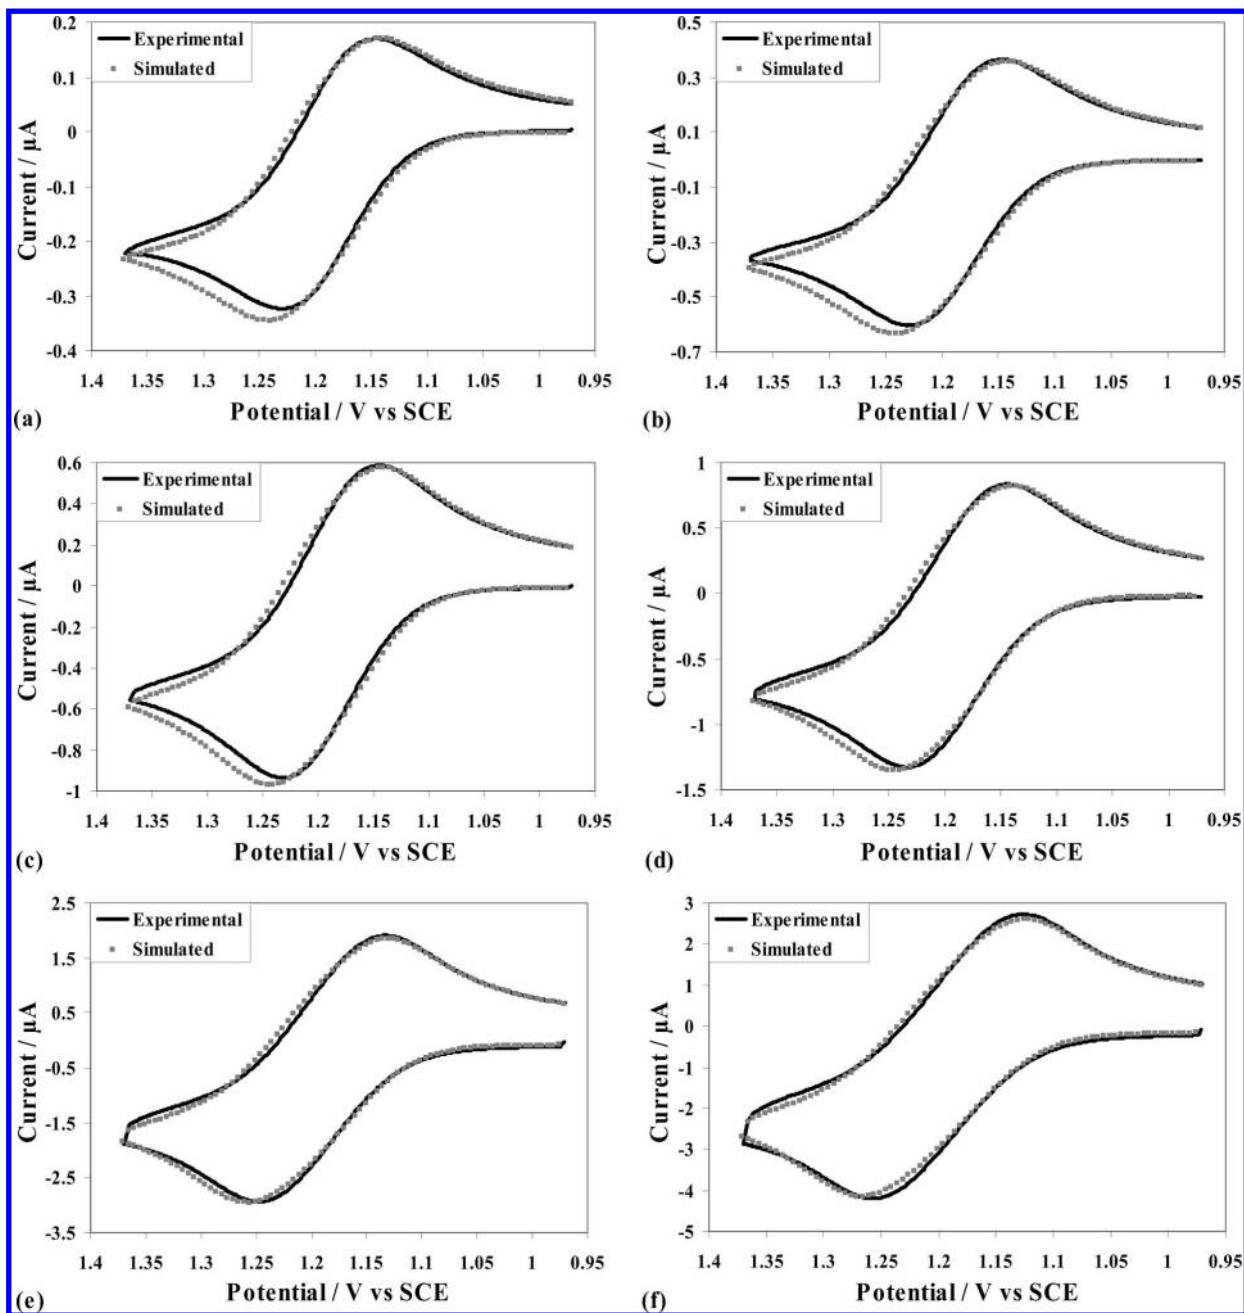 0.2
0.1
0
-0.1
-0.2
-0.3
-0.4
Current / µA
Experimental
Simulated
1.4 1.35 1.3 1.25 1.2 1.15 1.1 1.05 1 0.95
(a) Potential / V vs SCE
0.5
0.3
0.1
-0.1
-0.3
-0.5
-0.7
Current / µA
Experimental
Simulated
1.4 1.35 1.3 1.25 1.2 1.15 1.1 1.05 1 0.95
(b) Potential / V vs SCE
0.6
0.4
0.2
0
-0.2
-0.4
-0.6
-0.8
-1
Current / µA
Experimental
Simulated
1.4 1.35 1.3 1.25 1.2 1.15 1.1 1.05 1 0.95
(c) Potential / V vs SCE
1
0.5
0
-0.5
-1
-1.5
Current / µA
Experimental
Simulated
1.4 1.35 1.3 1.25 1.2 1.15 1.1 1.05 1 0.95
(d) Potential / V vs SCE
2.5
1.5
0.5
-0.5
-1.5
-2.5
-3.5
Current / µA
Experimental
Simulated
1.4 1.35 1.3 1.25 1.2 1.15 1.1 1.05 1 0.95
(e) Potential / V vs SCE
3
2
1
0
-1
-2
-3
-4
-5
Current / µA
Experimental
Simulated
1.4 1.35 1.3 1.25 1.2 1.15 1.1 1.05 1 0.95
(f) Potential / V vs SCE